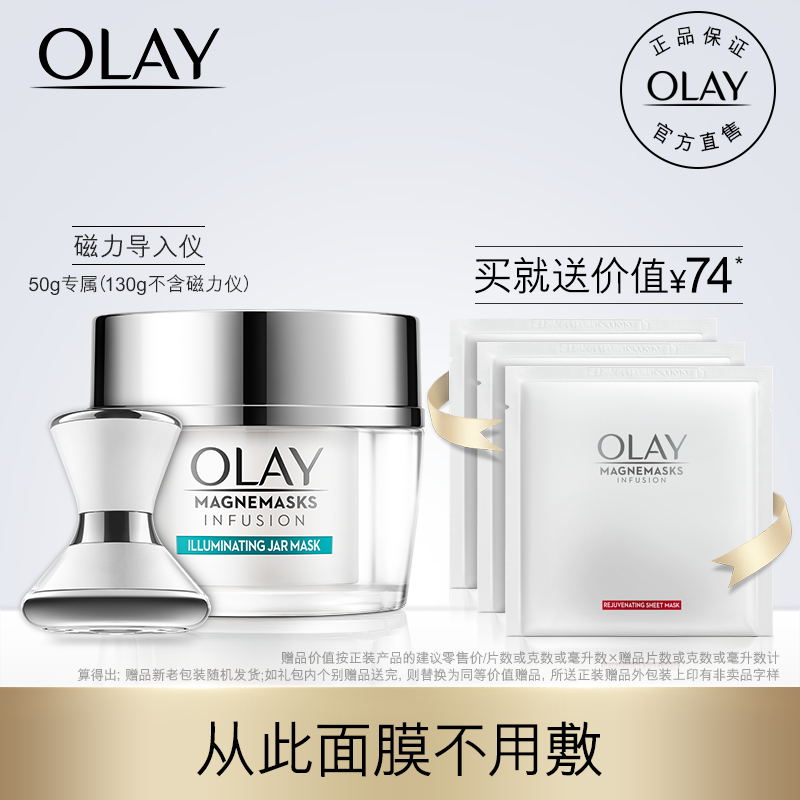 OLAY
正品保证
OLAY
官方直售
磁力导入仪
50g专属(130g不含磁力仪)
买就送价值¥74*
OLAY
MAGNEMASKS
INFUSION
ILLUMINATING JAR MASK
OLAY
MAGNEMASKS
INFUSION
REJUVENATING SHEET MASK
赠品价值按正装产品的建议零售价/片数或克数或毫升数×赠品片数或克数或毫升数计
算得出; 赠品新老包装随机发货;如礼包内个别赠品送完, 则替换为同等价值赠品, 所送正装赠品外包装上印有非卖品字样
从此面膜不用敷